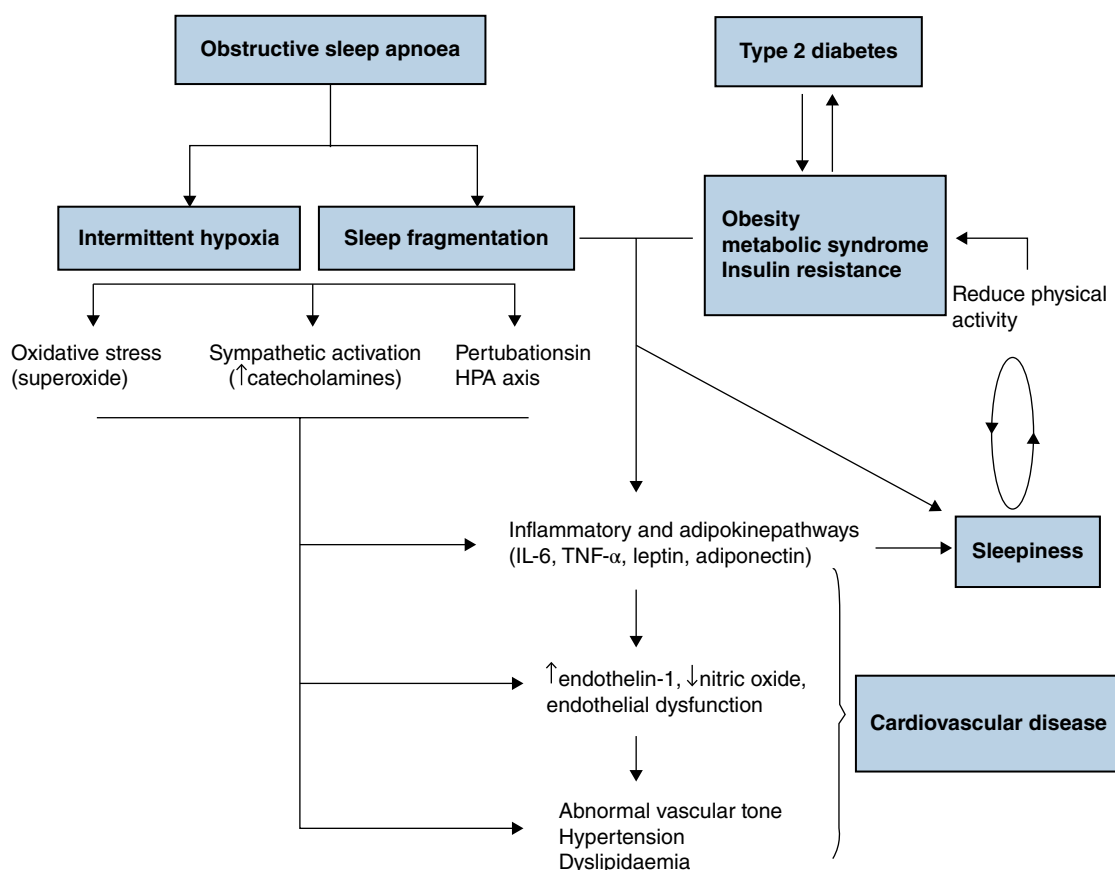 Obstructive sleep apnoea
Type 2 diabetes
Intermittent hypoxia
Sleep fragmentation
Obesity
metabolic syndrome
Insulin resistance
Reduce physical
activity
Oxidative stress
(superoxide)
Sympathetic activation
(↑catecholamines)
Pertubationsin
HPA axis
Inflammatory and adipokinepathways
(IL-6, TNF-α, leptin, adiponectin)
Sleepiness
↑endothelin-1, ↓nitric oxide,
endothelial dysfunction
Cardiovascular disease
Abnormal vascular tone
Hypertension
Dyslipidaemia